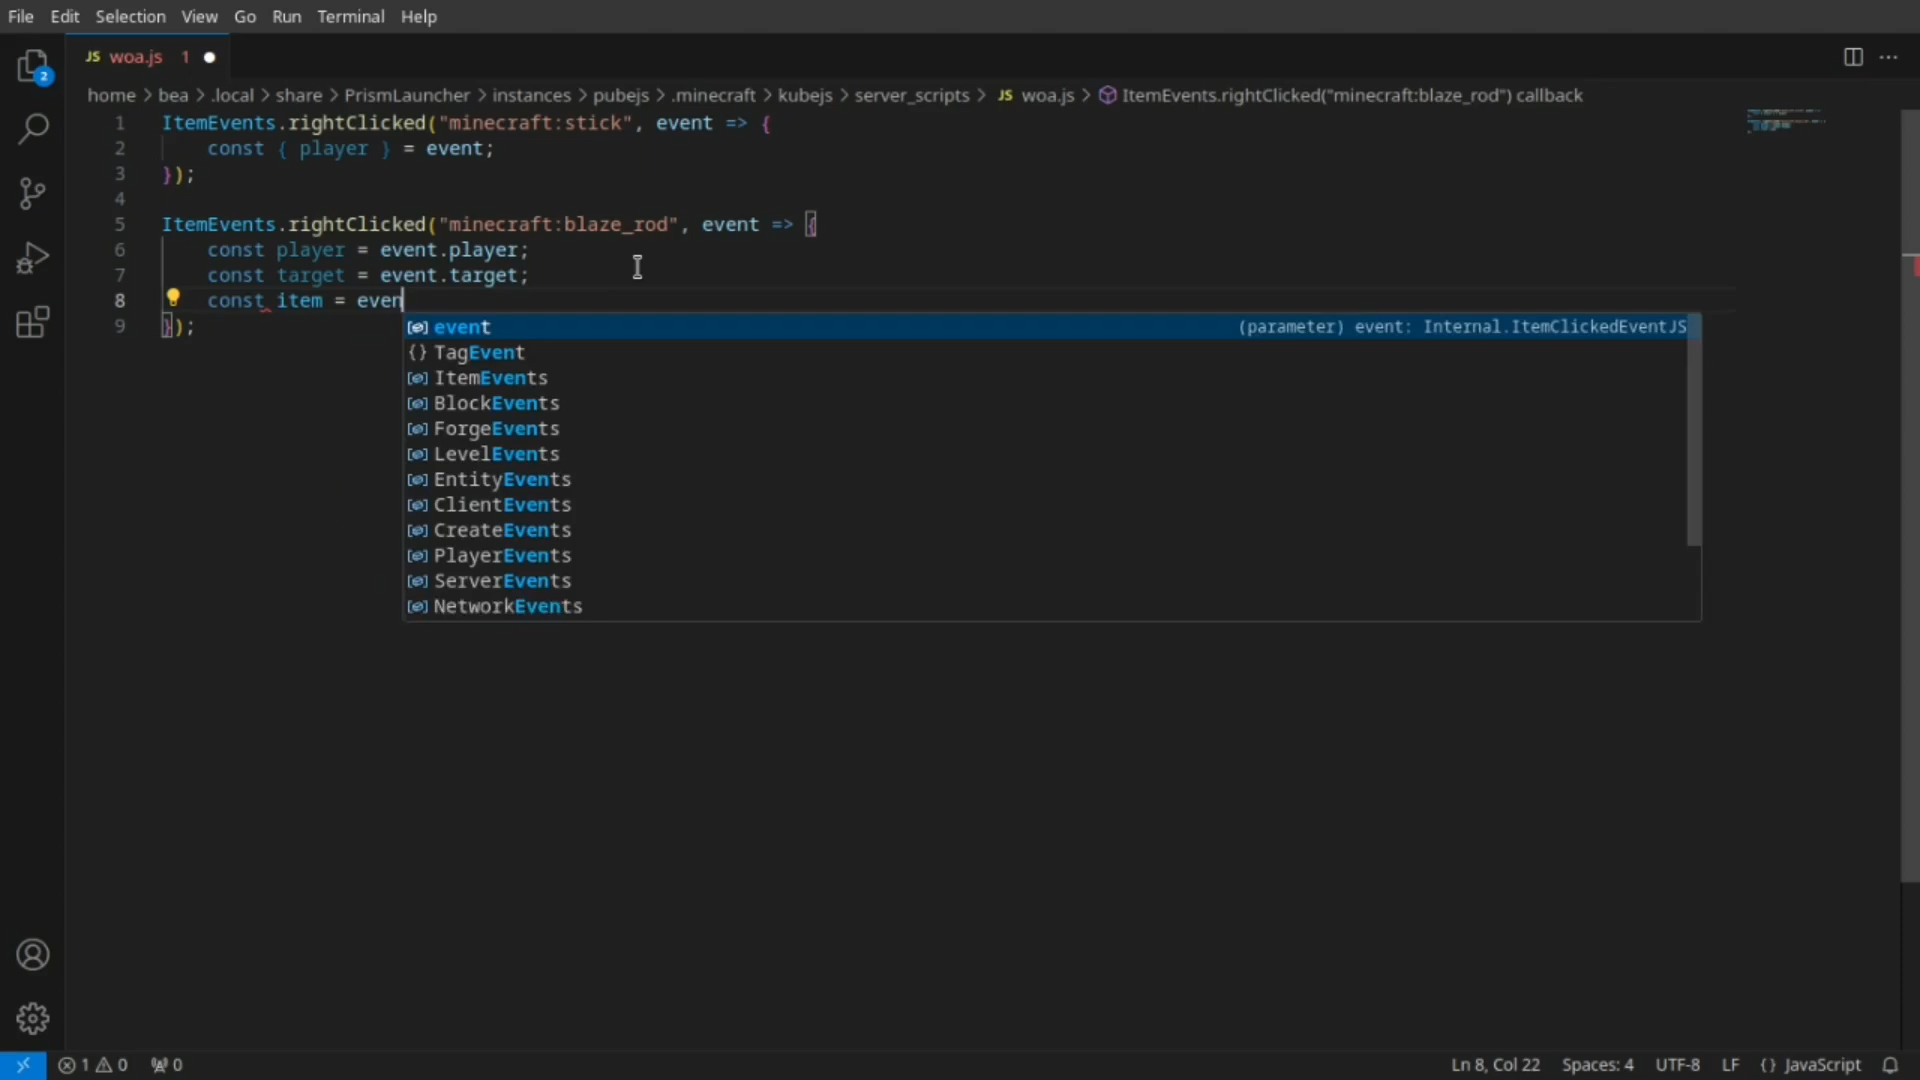 File Edit Selection View Go Run Terminal Help
JS woa.js 1
home > bea > .local > share > PrismLauncher > instances > pubejs > .minecraft > kubejs > server_scripts > JS woa.js > ItemEvents.rightClicked("minecraft:blaze_rod") callback
2
1 ItemEvents.rightClicked("minecraft:stick", event => {
2 const { player } = event;
3 });
4
5 ItemEvents.rightClicked("minecraft:blaze_rod", event => {
6 const player = event.player;
7 const target = event.target;
8 const item = even
9 });
event (parameter) event: Internal.ItemClickedEventJS
{} TagEvent
ItemEvents
BlockEvents
ForgeEvents
LevelEvents
EntityEvents
ClientEvents
CreateEvents
PlayerEvents
ServerEvents
NetworkEvents
1 0 0 Ln 8, Col 22 Spaces: 4 UTF-8 LF {} JavaScript